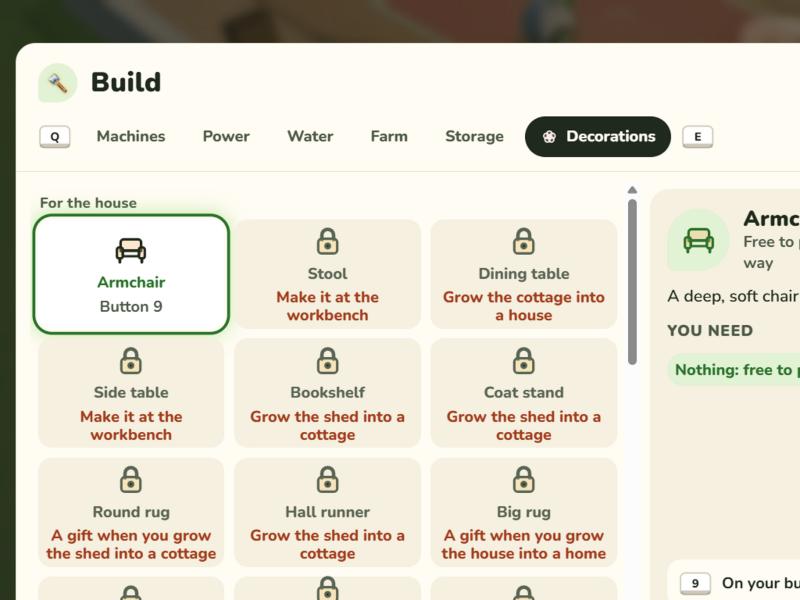 Build
Q
Machines
Power
Water
Farm
Storage
Decorations
E
For the house
Armchair
Button 9
Stool
Make it at the
workbench
Dining table
Grow the cottage into
a house
Side table
Make it at the
workbench
Bookshelf
Grow the shed into a
cottage
Coat stand
Grow the shed into a
cottage
Round rug
A gift when you grow
the shed into a cottage
Hall runner
Grow the shed into a
cottage
Big rug
A gift when you grow
the house into a home
Armc
Free to p
way
A deep, soft chair
YOU NEED
Nothing: free to p
9
On your bu